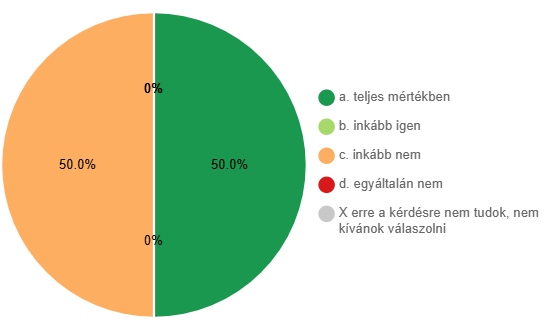 0%
50.0%
50.0%
0%
a. teljes mértékben
b. inkább igen
c. inkább nem
d. egyáltalán nem
X erre a kérdésre nem tudok, nem
kívánok válaszolni